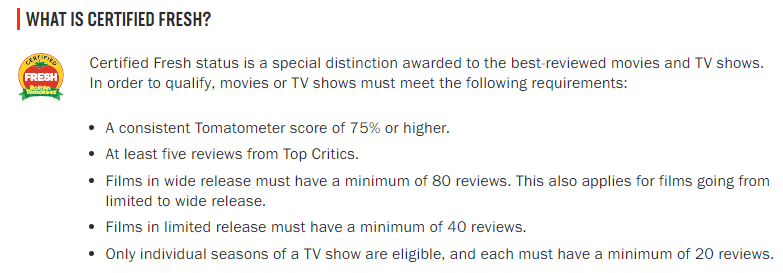 WHAT IS CERTIFIED FRESH?
CERTIFIED
FRESH
Rotten
Tomatoes
Certified Fresh status is a special distinction awarded to the best-reviewed movies and TV shows.
In order to qualify, movies or TV shows must meet the following requirements:
• A consistent Tomatometer score of 75% or higher.
• At least five reviews from Top Critics.
• Films in wide release must have a minimum of 80 reviews. This also applies for films going from
limited to wide release.
• Films in limited release must have a minimum of 40 reviews.
• Only individual seasons of a TV show are eligible, and each must have a minimum of 20 reviews.